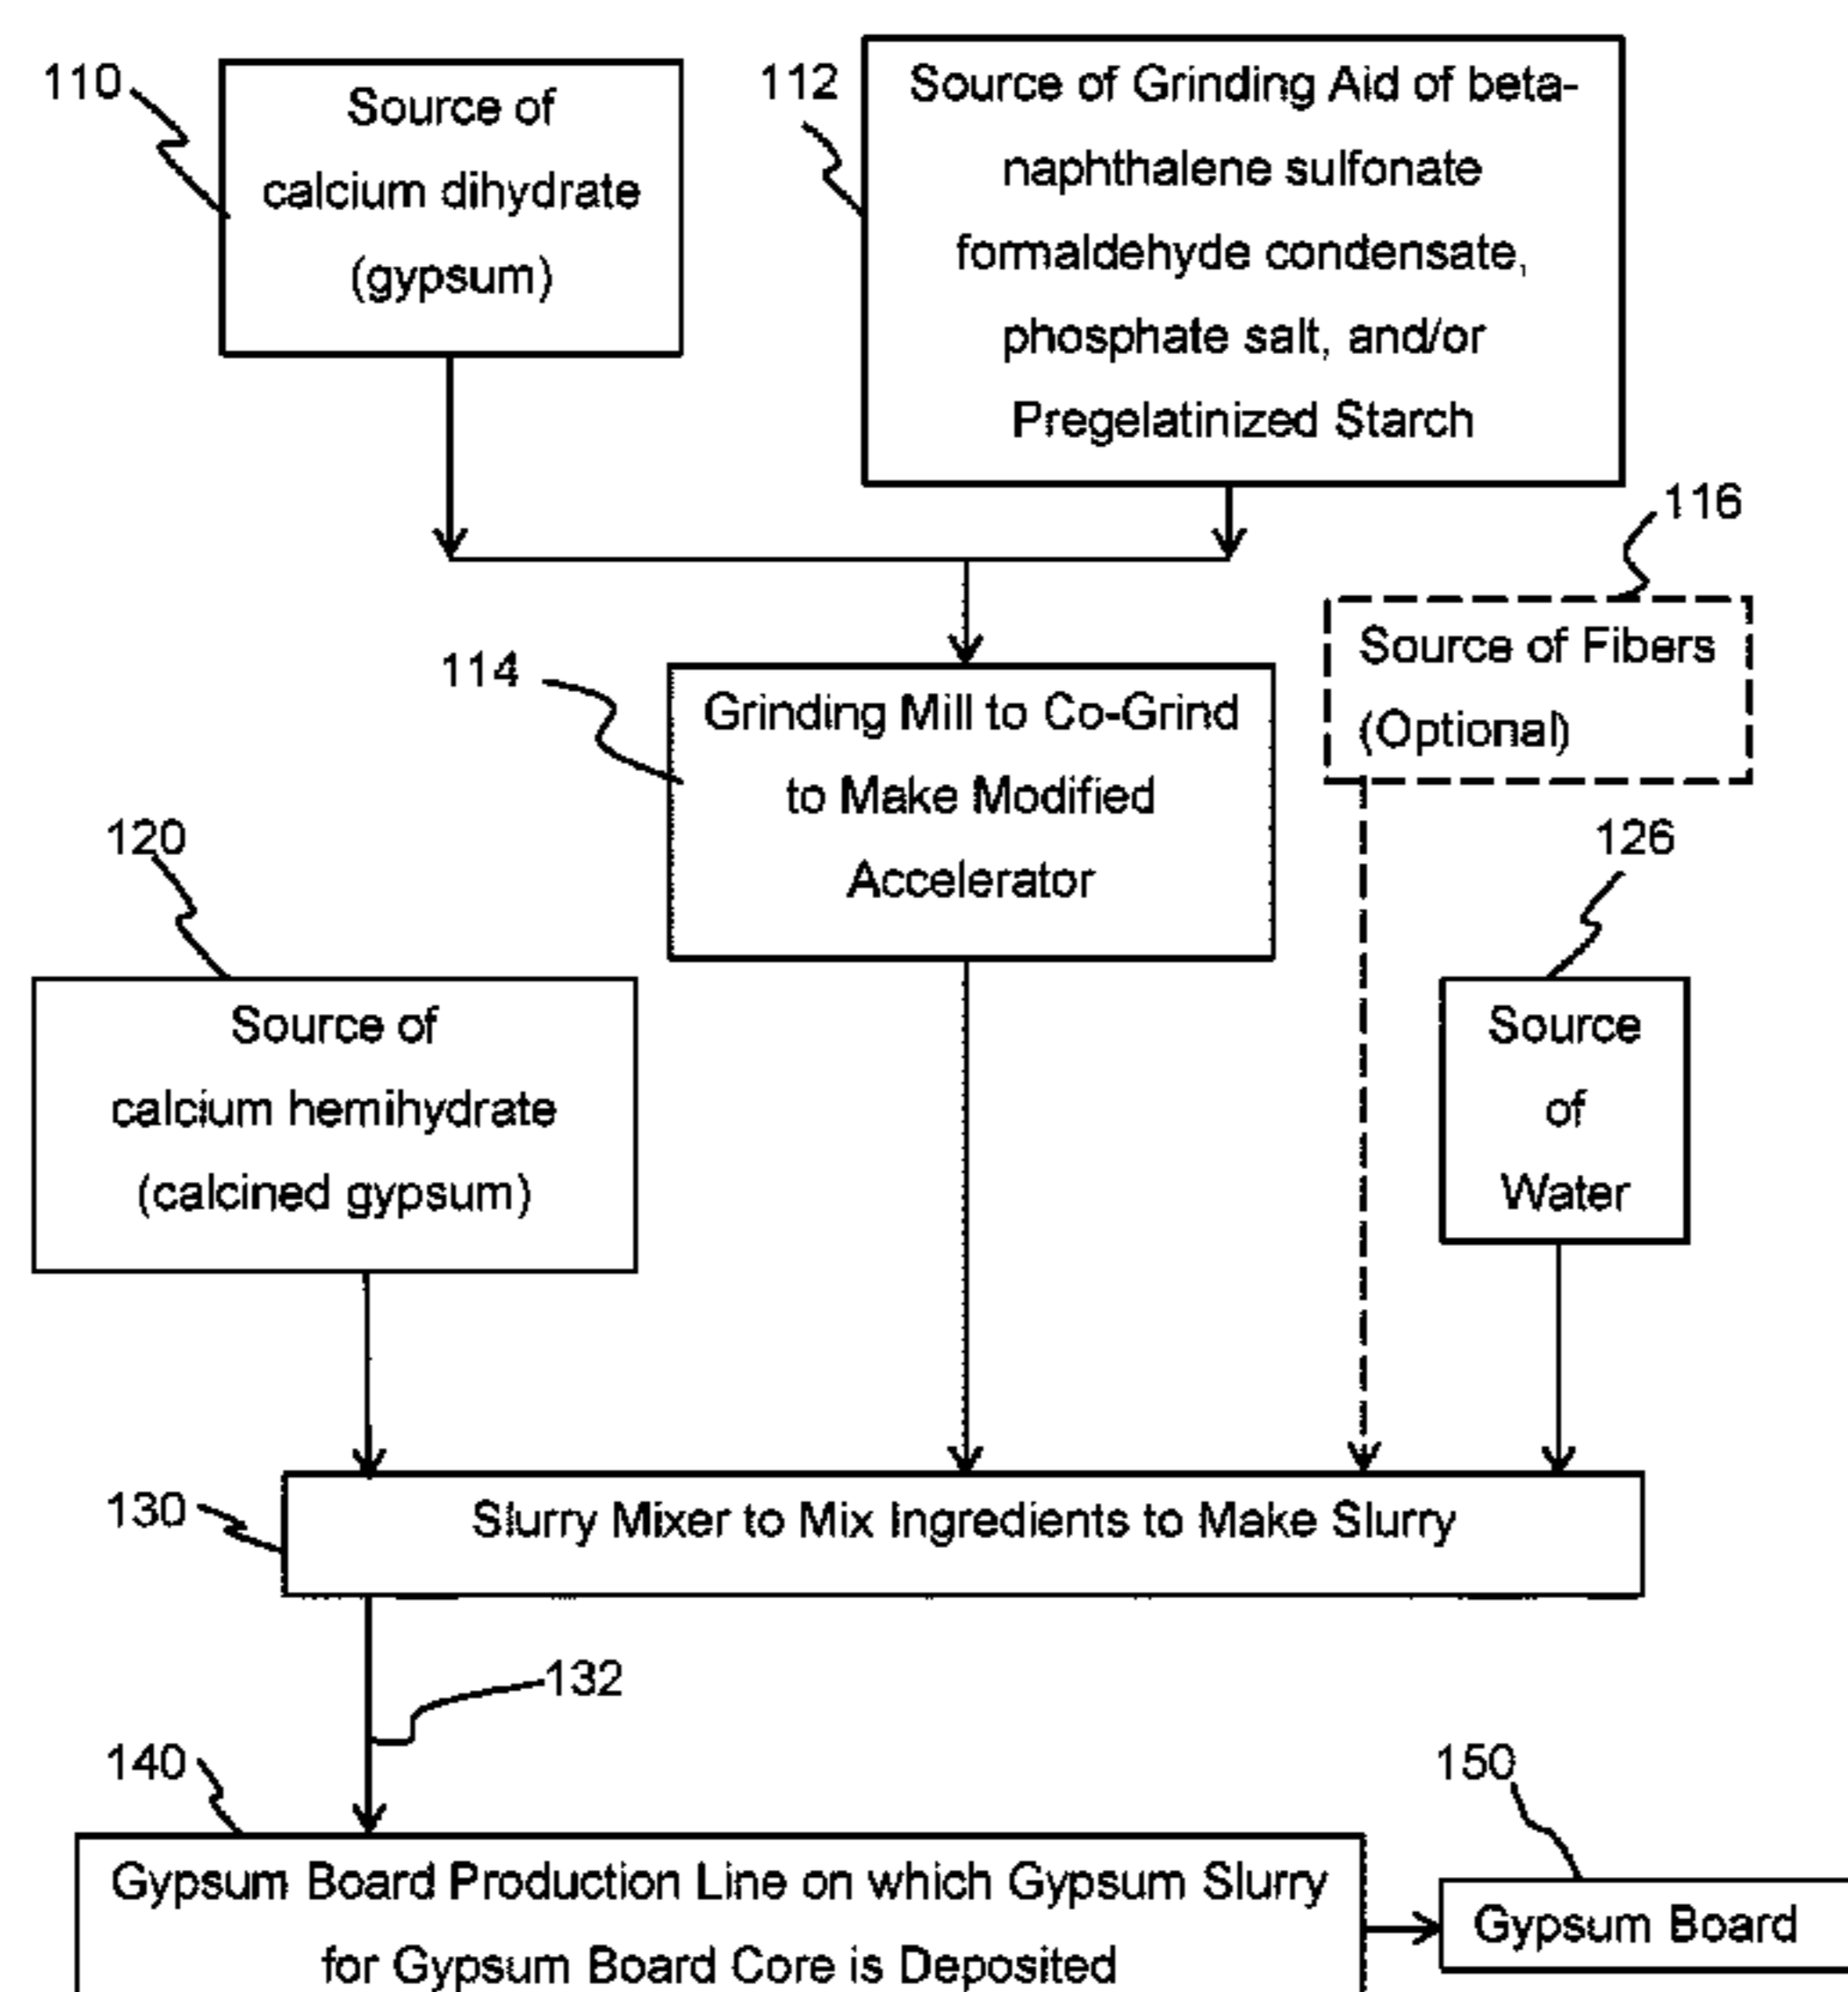 110
Source of
calcium dihydrate
(gypsum)
112
Source of Grinding Aid of beta-
naphthalene sulfonate
formaldehyde condensate,
phosphate salt, and/or
Pregelatinized Starch
116
Source of Fibers
(Optional)
114
Grinding Mill to Co-Grind
to Make Modified
Accelerator
120
Source of
calcium hemihydrate
(calcined gypsum)
126
Source
of
Water
130
Slurry Mixer to Mix Ingredients to Make Slurry
132
140
Gypsum Board Production Line on which Gypsum Slurry
for Gypsum Board Core is Deposited
150
Gypsum Board